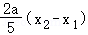 2a/5 (x₂-x₁)